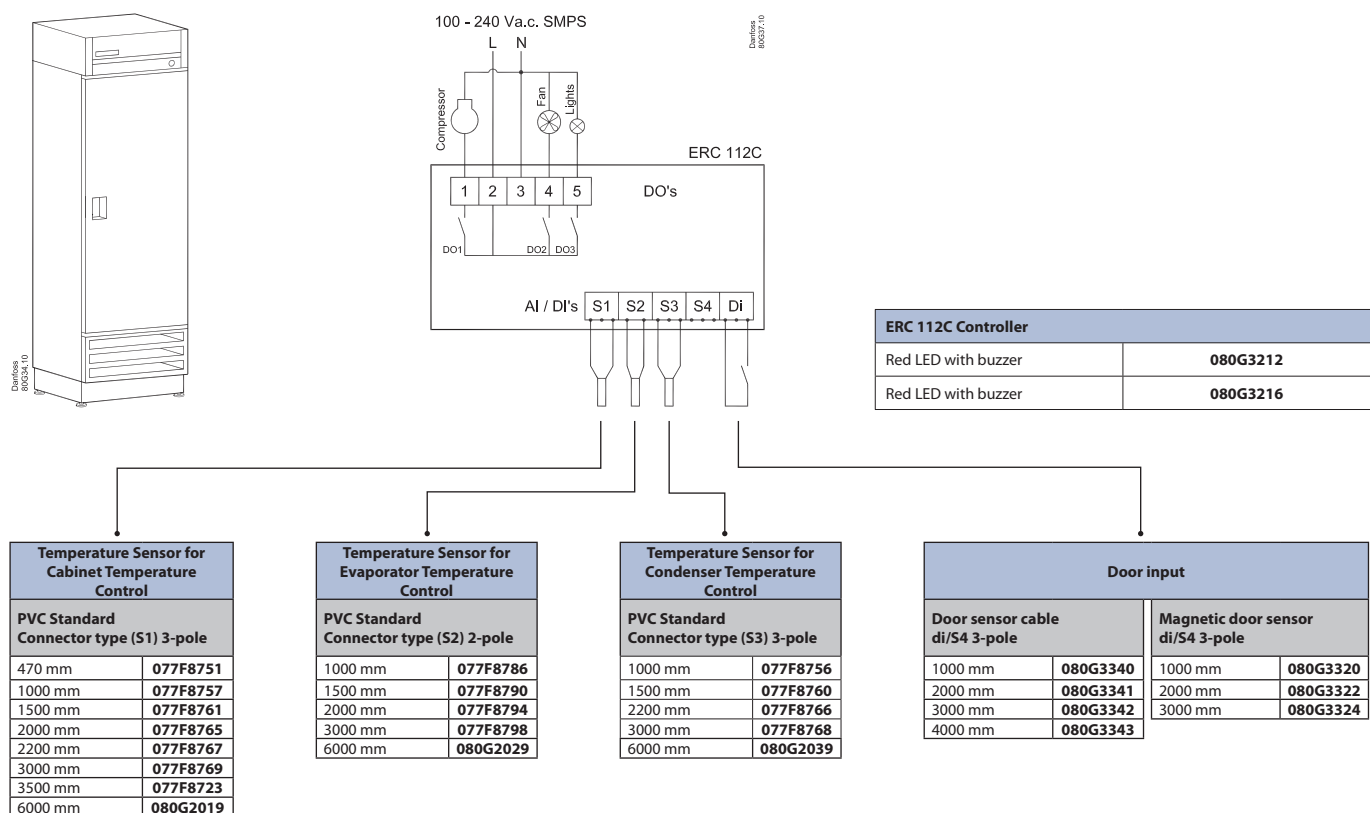 100 - 240 Va.c. SMPS
L N
Danfoss
80G37.10
Compressor
Fan
Lights
ERC 112C
1 2 3 4 5 DO's
DO1 DO2 DO3
AI / DI's S1 S2 S3 S4 Di
Danfoss
80G34.10
ERC 112C Controller
Red LED with buzzer 080G3212
Red LED with buzzer 080G3216
Temperature Sensor for
Cabinet Temperature
Control
PVC Standard
Connector type (S1) 3-pole
470 mm 077F8751
1000 mm 077F8757
1500 mm 077F8761
2000 mm 077F8765
2200 mm 077F8767
3000 mm 077F8769
3500 mm 077F8723
6000 mm 080G2019
Temperature Sensor for
Evaporator Temperature
Control
PVC Standard
Connector type (S2) 2-pole
1000 mm 077F8786
1500 mm 077F8790
2000 mm 077F8794
3000 mm 077F8798
6000 mm 080G2029
Temperature Sensor for
Condenser Temperature
Control
PVC Standard
Connector type (S3) 3-pole
1000 mm 077F8756
1500 mm 077F8760
2200 mm 077F8766
3000 mm 077F8768
6000 mm 080G2039
Door input
Door sensor cable
di/S4 3-pole
1000 mm 080G3340
2000 mm 080G3341
3000 mm 080G3342
4000 mm 080G3343
Magnetic door sensor
di/S4 3-pole
1000 mm 080G3320
2000 mm 080G3322
3000 mm 080G3324